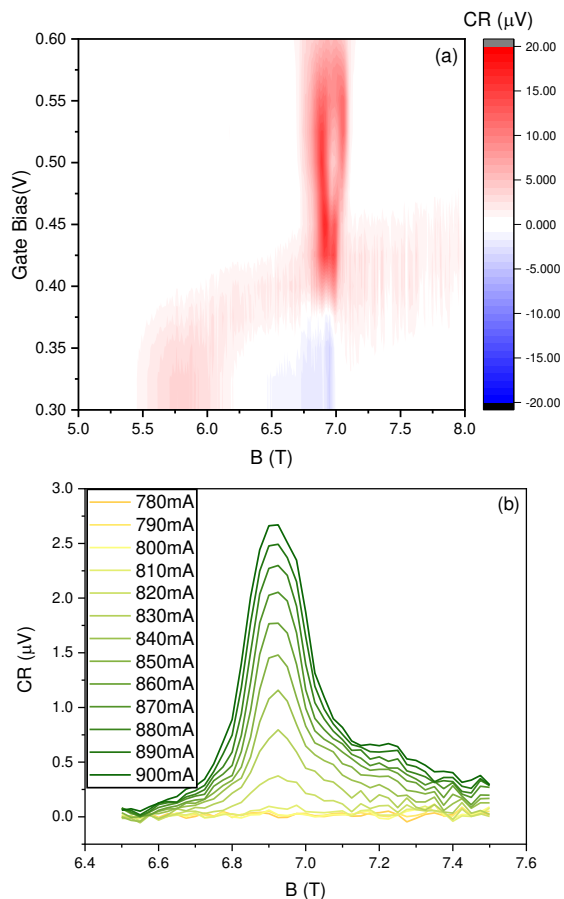 CR (μV)
(a)
0.60
0.55
0.50
0.45
0.40
0.35
0.30
Gate Bias(V)
5.0 5.5 6.0 6.5 7.0 7.5 8.0
B (T)
20.00
15.00
10.00
5.000
0.000
-5.000
-10.00
-15.00
-20.00
(b)
3.0
2.5
2.0
1.5
1.0
0.5
0.0
CR (μV)
780mA
790mA
800mA
810mA
820mA
830mA
840mA
850mA
860mA
870mA
880mA
890mA
900mA
6.4 6.6 6.8 7.0 7.2 7.4 7.6
B (T)